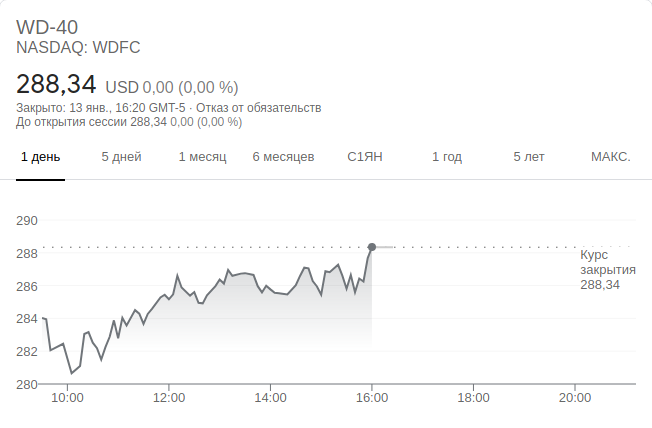 WD-40
NASDAQ: WDFC
288,34 USD 0,00 (0,00 %)
Закрыто: 13 янв., 16:20 GMT-5 · Отказ от обязательств
До открытия сессии 288,34 0,00 (0,00 %)
1 день 5 дней 1 месяц 6 месяцев С1ЯН 1 год 5 лет МАКС.
290
288
Курс
закрытия
288,34
286
284
282
280
10:00 12:00 14:00 16:00 18:00 20:00